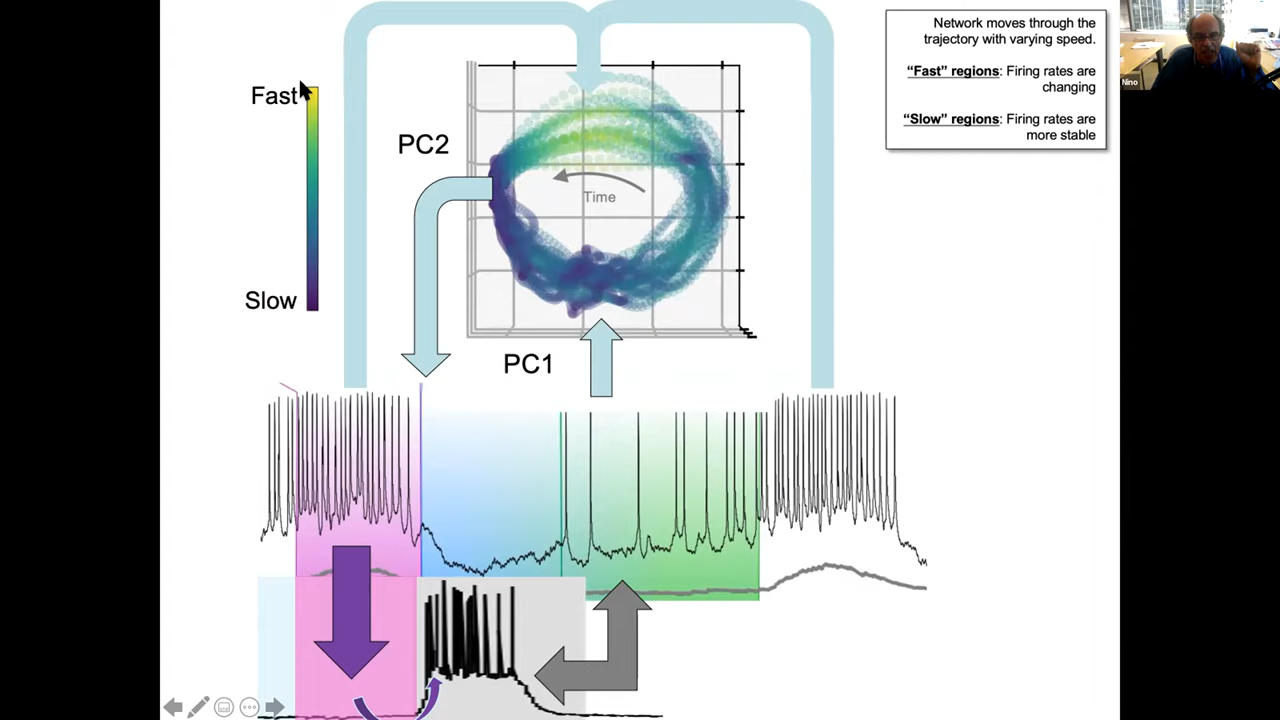 Network moves through the
trajectory with varying speed.
“Fast” regions: Firing rates are
changing
“Slow” regions: Firing rates are
more stable
Nino
Fast
Slow
PC2
Time
PC1